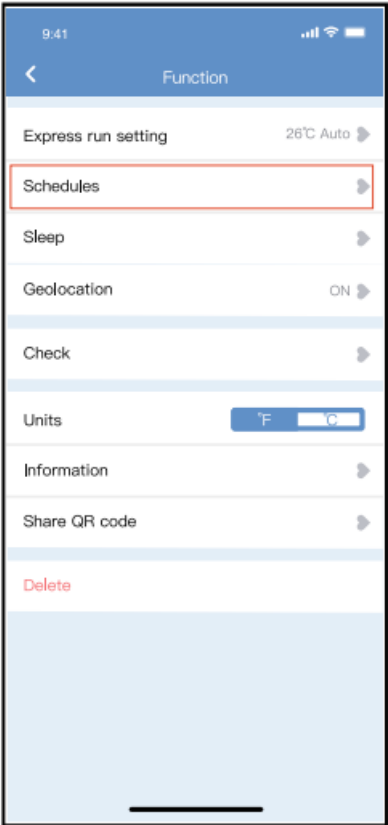 9:41
Function
Express run setting 26℃ Auto
Schedules
Sleep
Geolocation ON
Check
Units ℉ ℃
Information
Share QR code
Delete